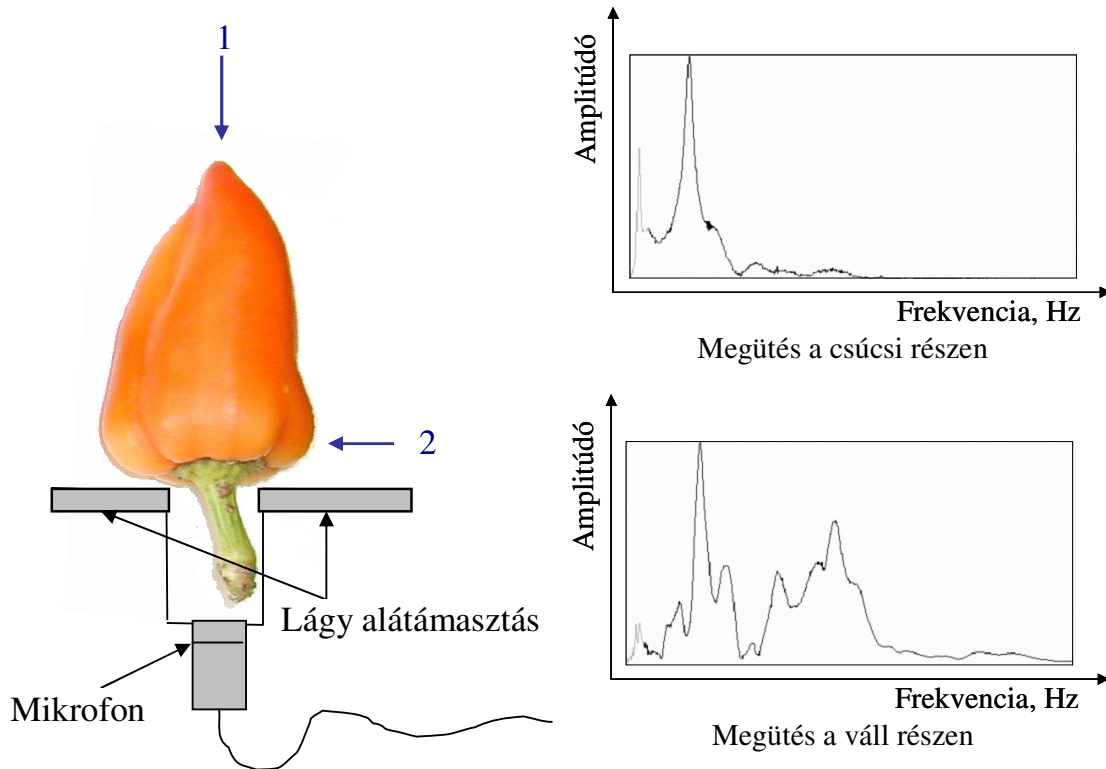 1
2
Lágy alátámasztás
Mikrofon
Amplitúdó
Frekvencia, Hz
Megütés a csúcsi részen
Amplitúdó
Frekvencia, Hz
Megütés a váll részen